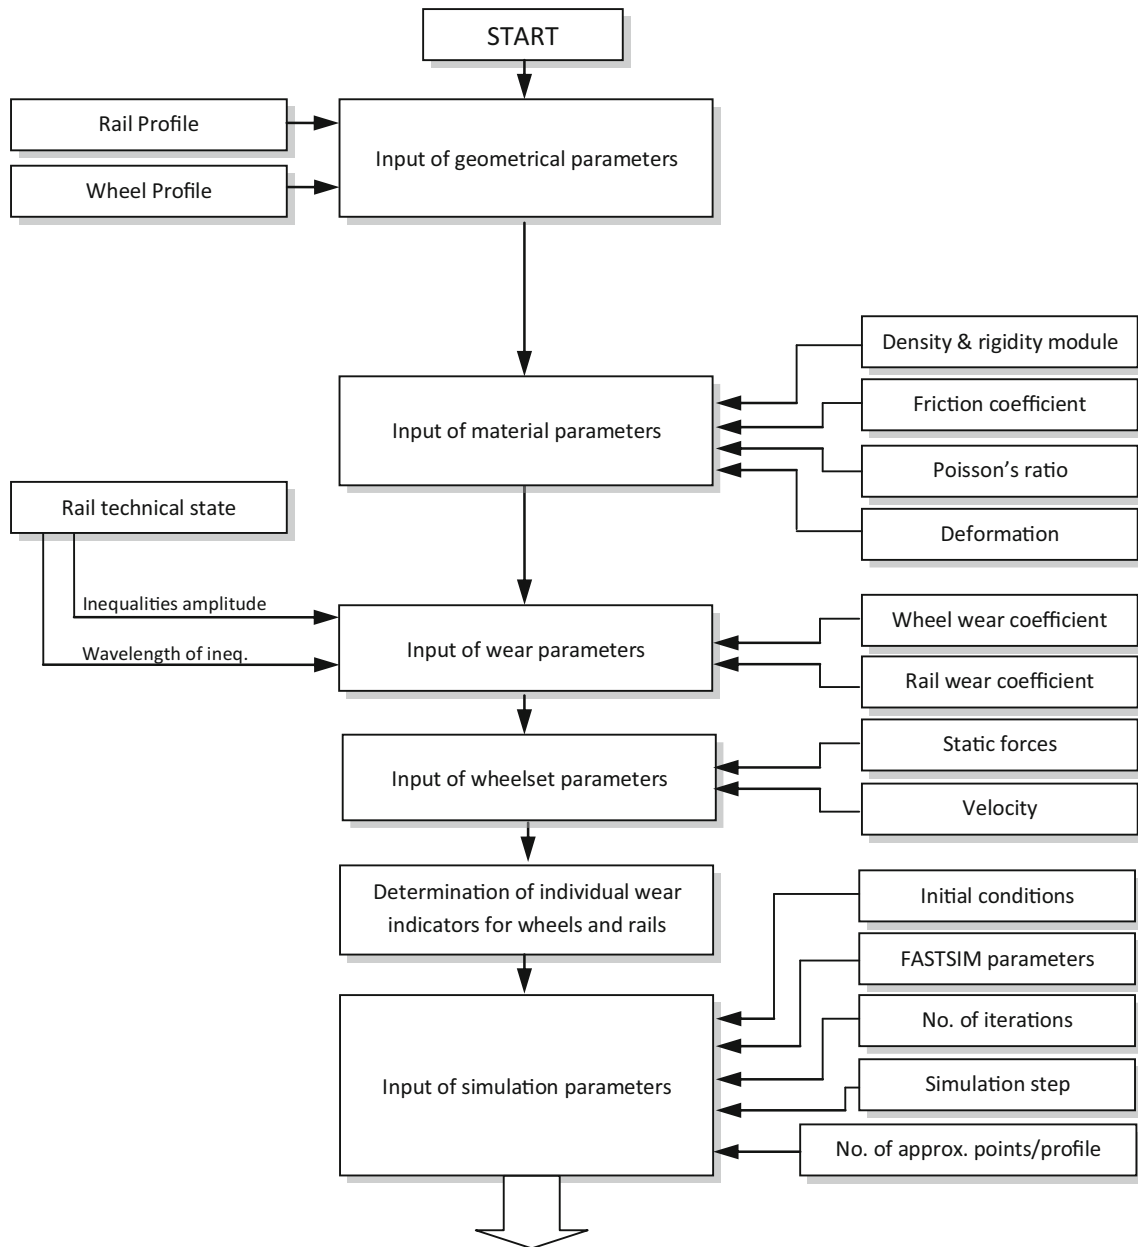 START
Rail Profile
Wheel Profile
Input of geometrical parameters
Density & rigidity module
Friction coefficient
Poisson's ratio
Deformation
Input of material parameters
Rail technical state
Inequalities amplitude
Wavelength of ineq.
Input of wear parameters
Wheel wear coefficient
Rail wear coefficient
Input of wheelset parameters
Static forces
Velocity
Determination of individual wear
indicators for wheels and rails
Initial conditions
FASTSIM parameters
No. of iterations
Simulation step
No. of approx. points/profile
Input of simulation parameters